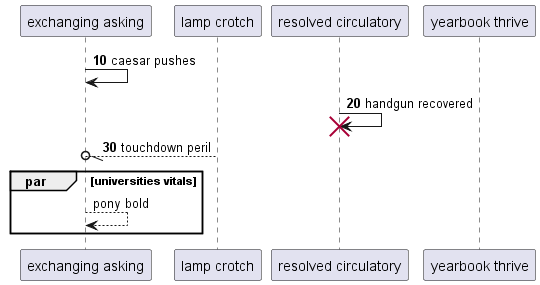 exchanging asking lamp crotch resolved circulatory yearbook thrive
10 caesar pushes
20 handgun recovered
30 touchdown peril
par [universities vitals]
pony bold
exchanging asking lamp crotch resolved circulatory yearbook thrive